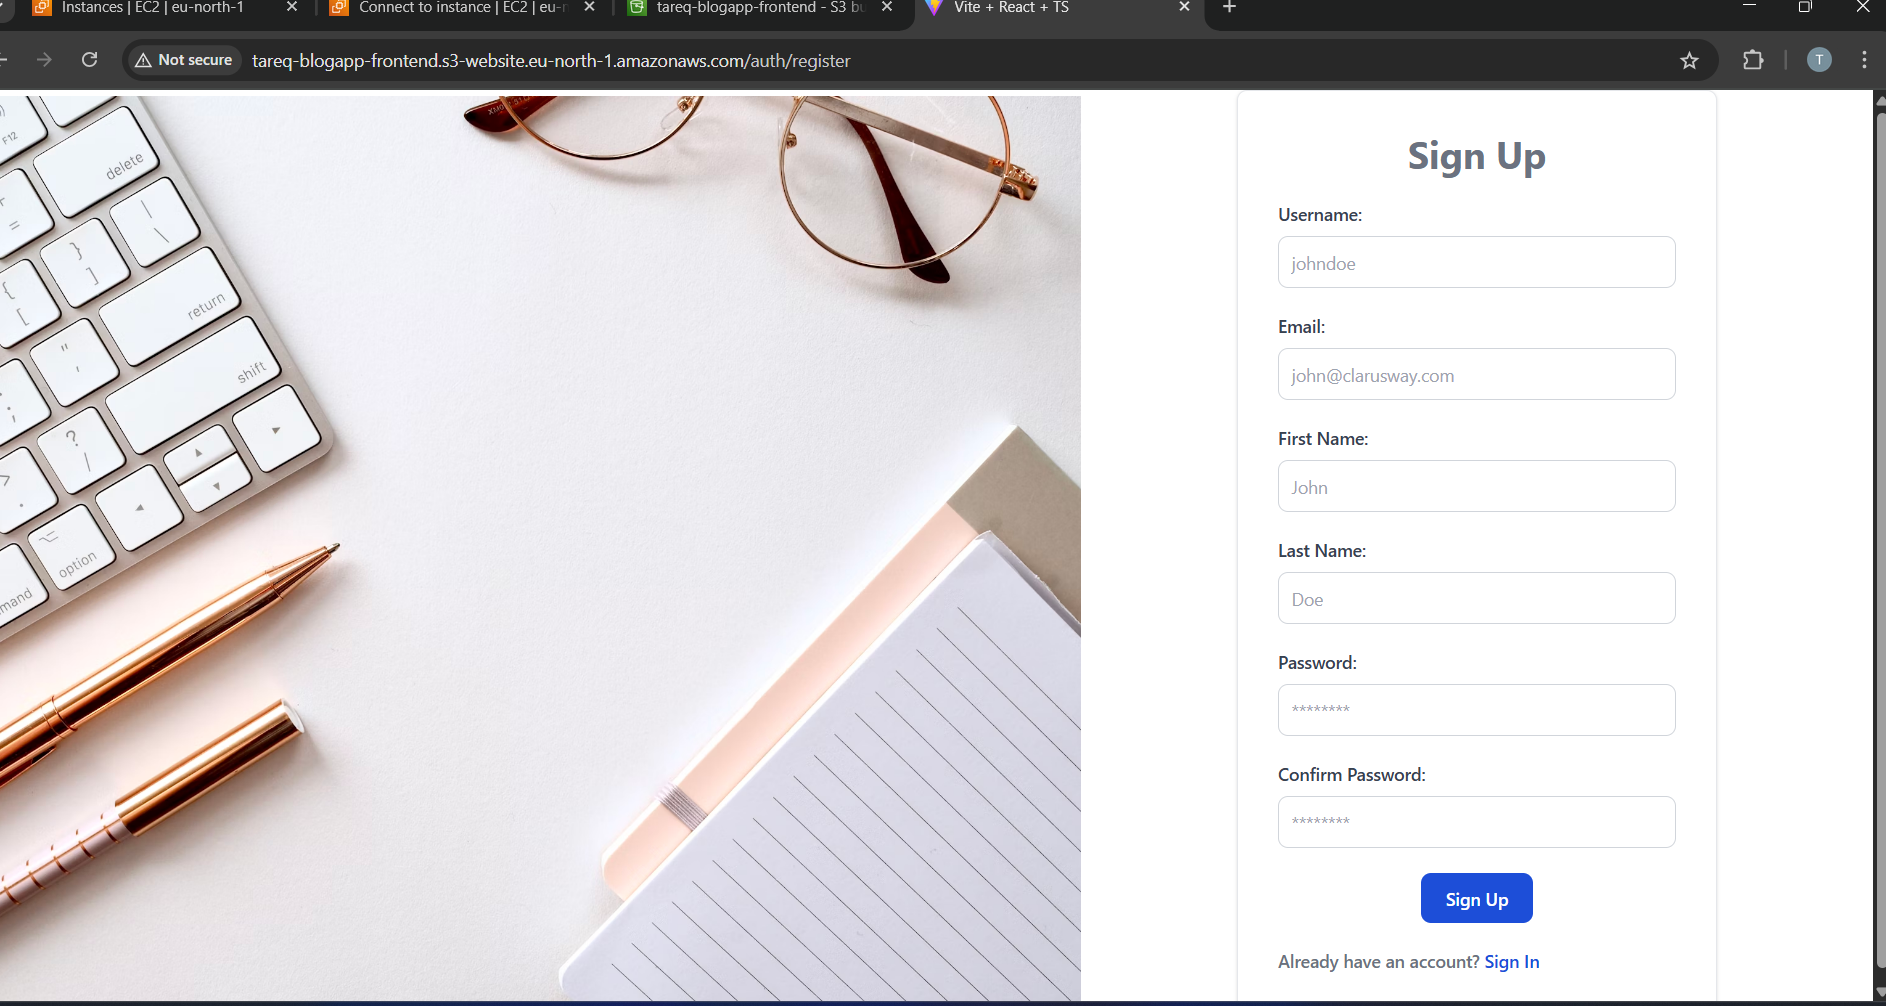 Instances | EC2 | eu-north-1
Connect to instance | EC2 | eu-n
tareq-blogapp-frontend - S3 bu
Vite + React + TS
Not secure
tareq-blogapp-frontend.s3-website.eu-north-1.amazonaws.com/auth/register
T
F12
delete
return
shift
option
mand
Sign Up
Username:
johndoe
Email:
john@clarusway.com
First Name:
John
Last Name:
Doe
Password:
********
Confirm Password:
********
Sign Up
Already have an account? Sign In